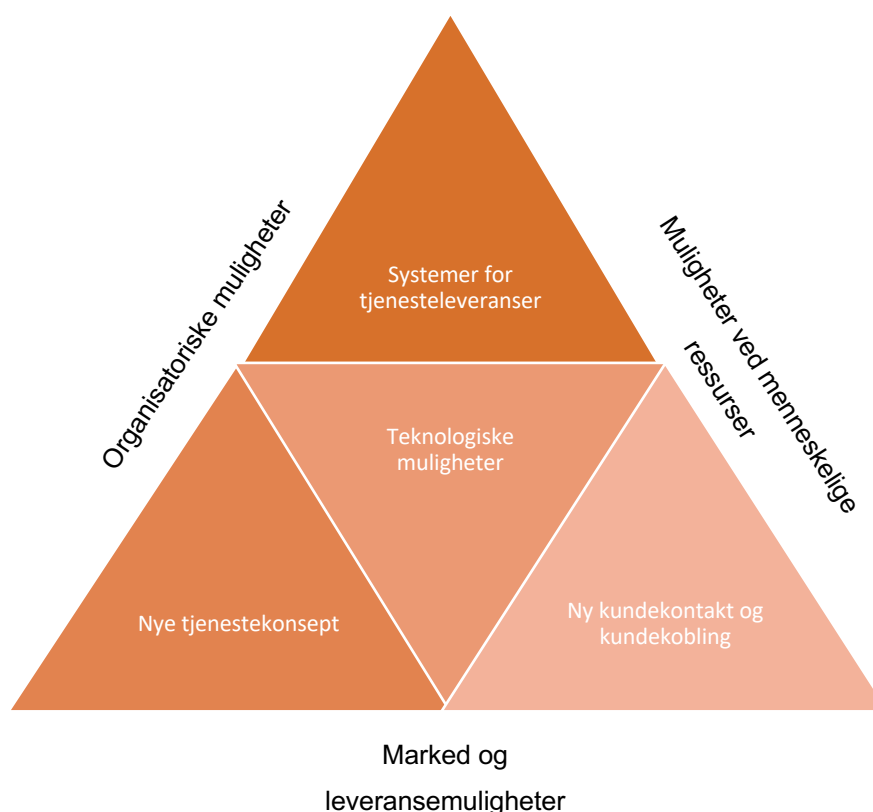 Organisatoriske muligheter
Muligheter ved menneskelige
ressurser
Systemer for
tjenesteleveranser
Teknologiske
muligheter
Nye tjenestekonsept
Ny kundekontakt og
kundekobling
Marked og
leveransemuligheter